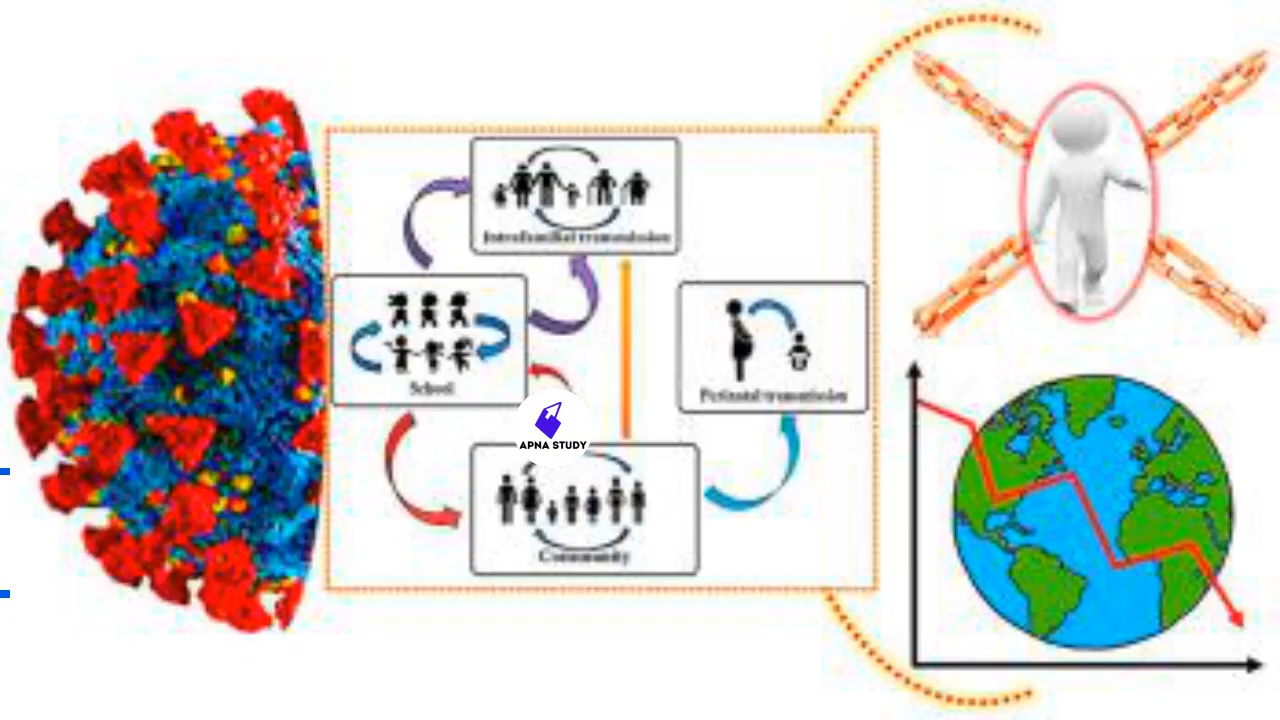 Intrafamilial transmission
School
Perinatal transmission
APNA STUDY
Community